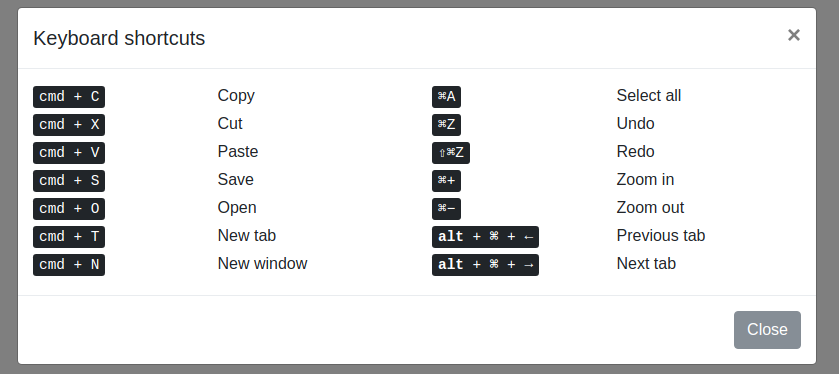 Keyboard shortcuts ×
cmd + C Copy ⌘A Select all
cmd + X Cut ⌘Z Undo
cmd + V Paste ⇧⌘Z Redo
cmd + S Save ⌘+ Zoom in
cmd + O Open ⌘− Zoom out
cmd + T New tab alt + ⌘ + ← Previous tab
cmd + N New window alt + ⌘ + → Next tab
Close